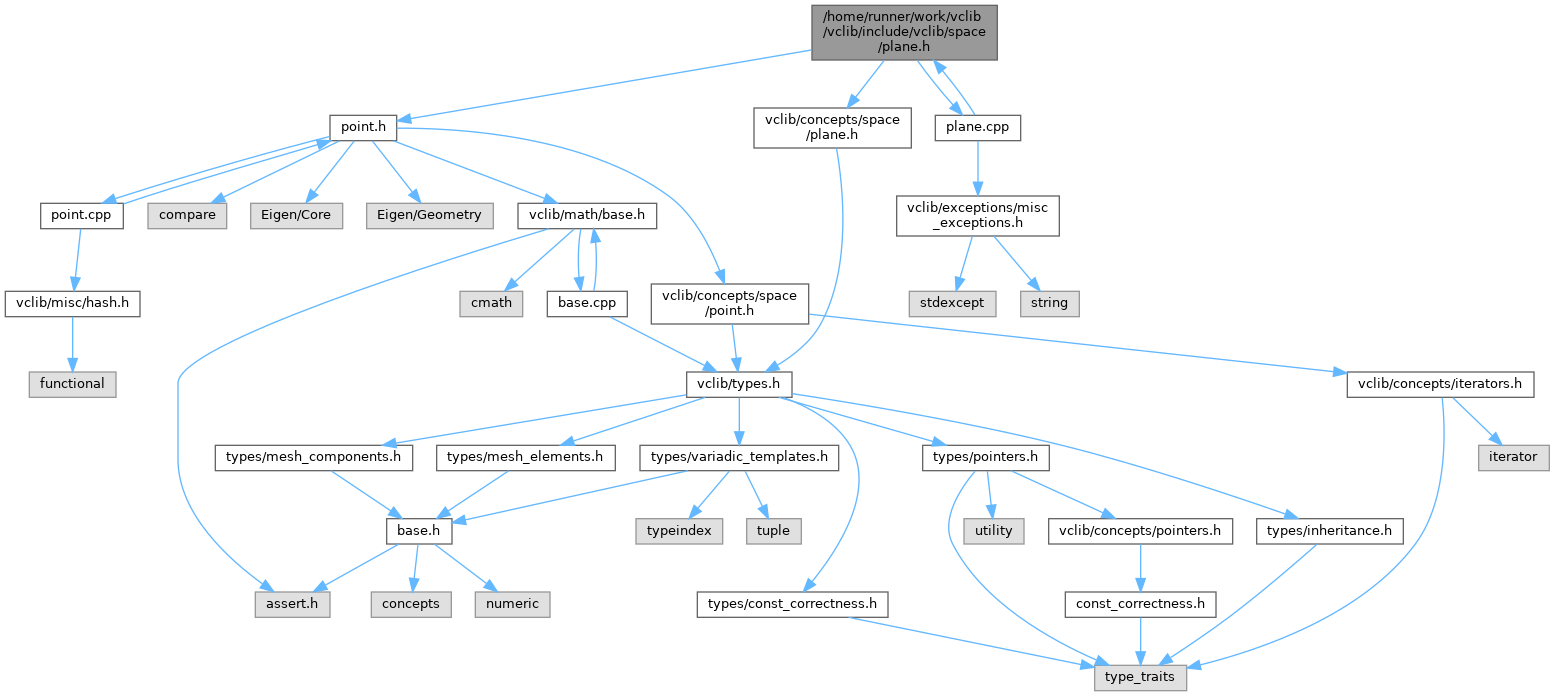 /home/runner/work/vclib
/vclib/include/vclib/space
/plane.h
point.h
vclib/concepts/space
/plane.h
plane.cpp
point.cpp
compare
Eigen/Core
Eigen/Geometry
vclib/math/base.h
vclib/exceptions/misc
_exceptions.h
vclib/misc/hash.h
cmath
base.cpp
vclib/concepts/space
/point.h
stdexcept
string
functional
vclib/types.h
vclib/concepts/iterators.h
types/mesh_components.h
types/mesh_elements.h
types/variadic_templates.h
types/pointers.h
iterator
base.h
typeindex
tuple
utility
vclib/concepts/pointers.h
types/inheritance.h
assert.h
concepts
numeric
types/const_correctness.h
const_correctness.h
type_traits